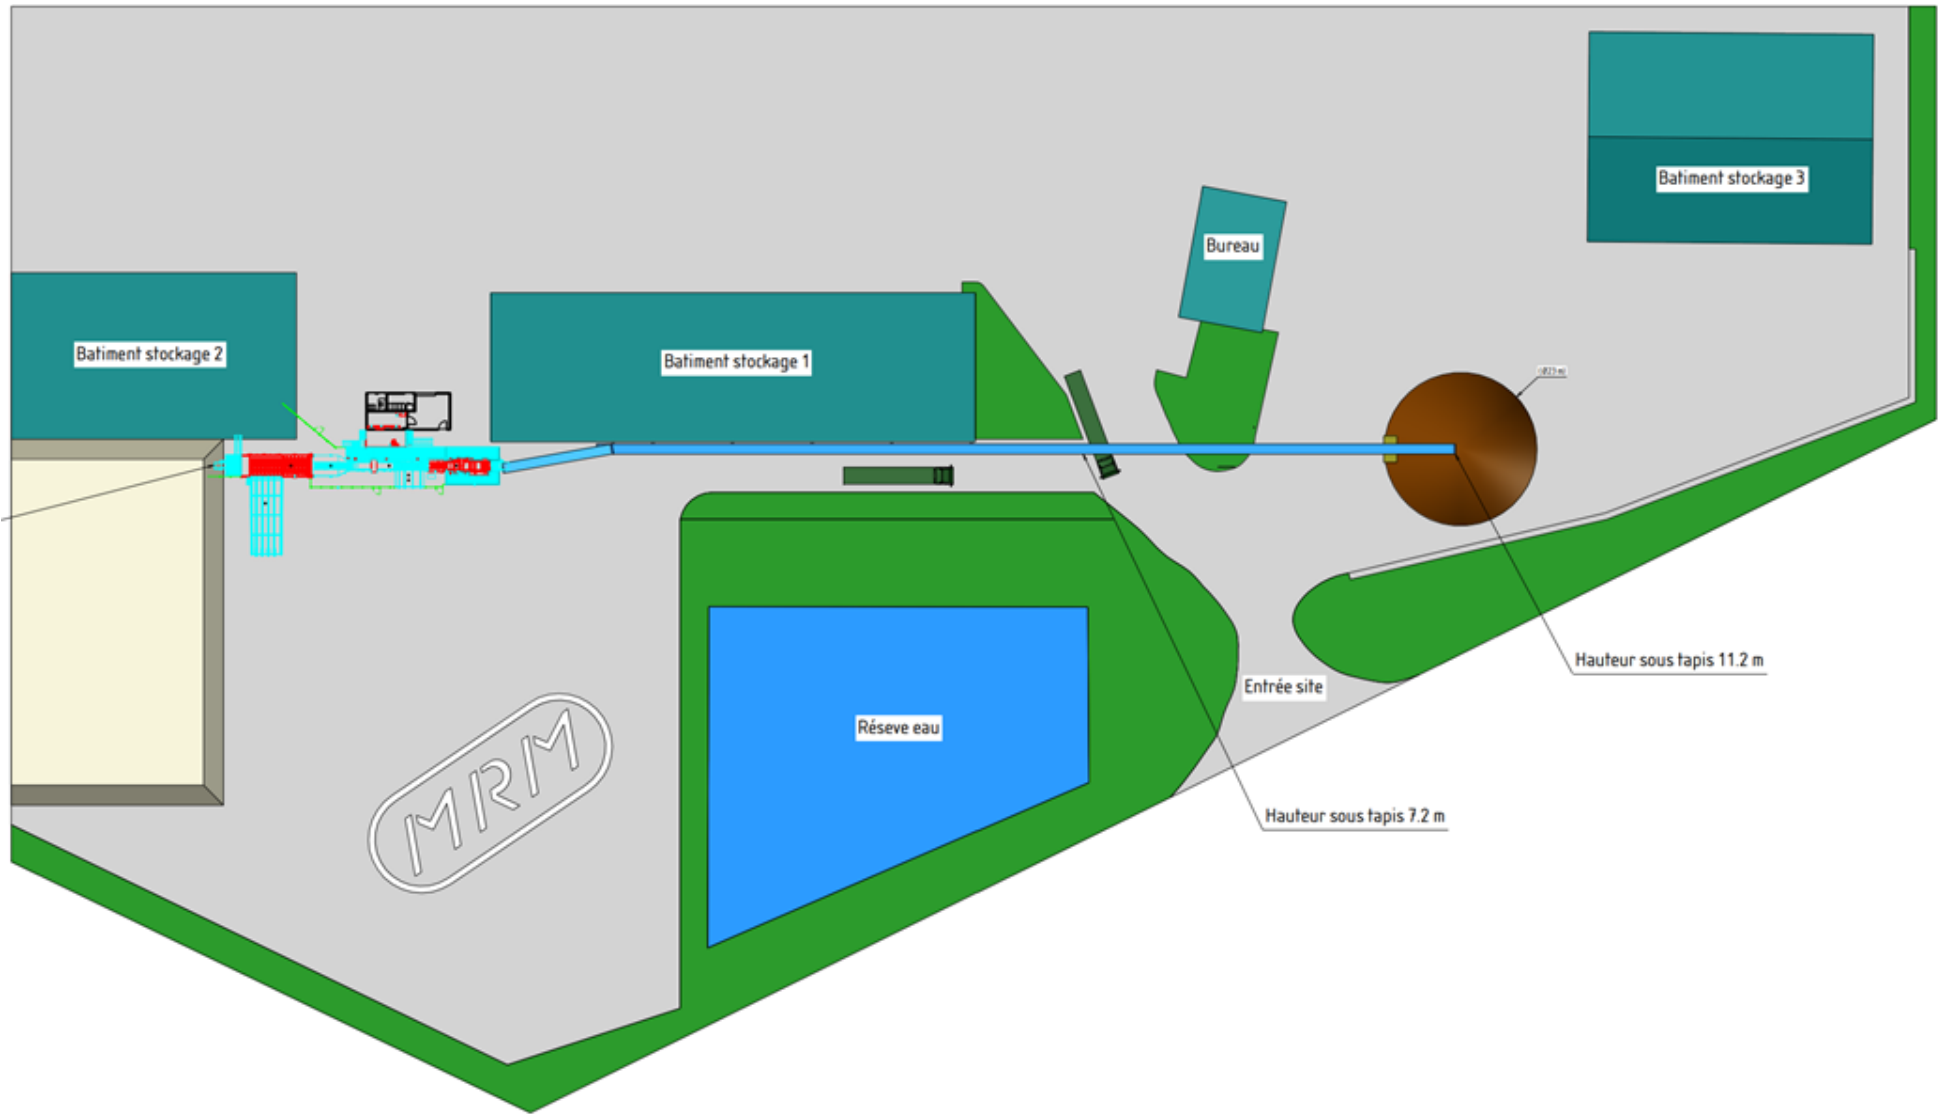 Batiment stockage 3
Bureau
Batiment stockage 2
Batiment stockage 1
Hauteur sous tapis 11.2 m
Entrée site
Réseve eau
MRM
Hauteur sous tapis 7.2 m